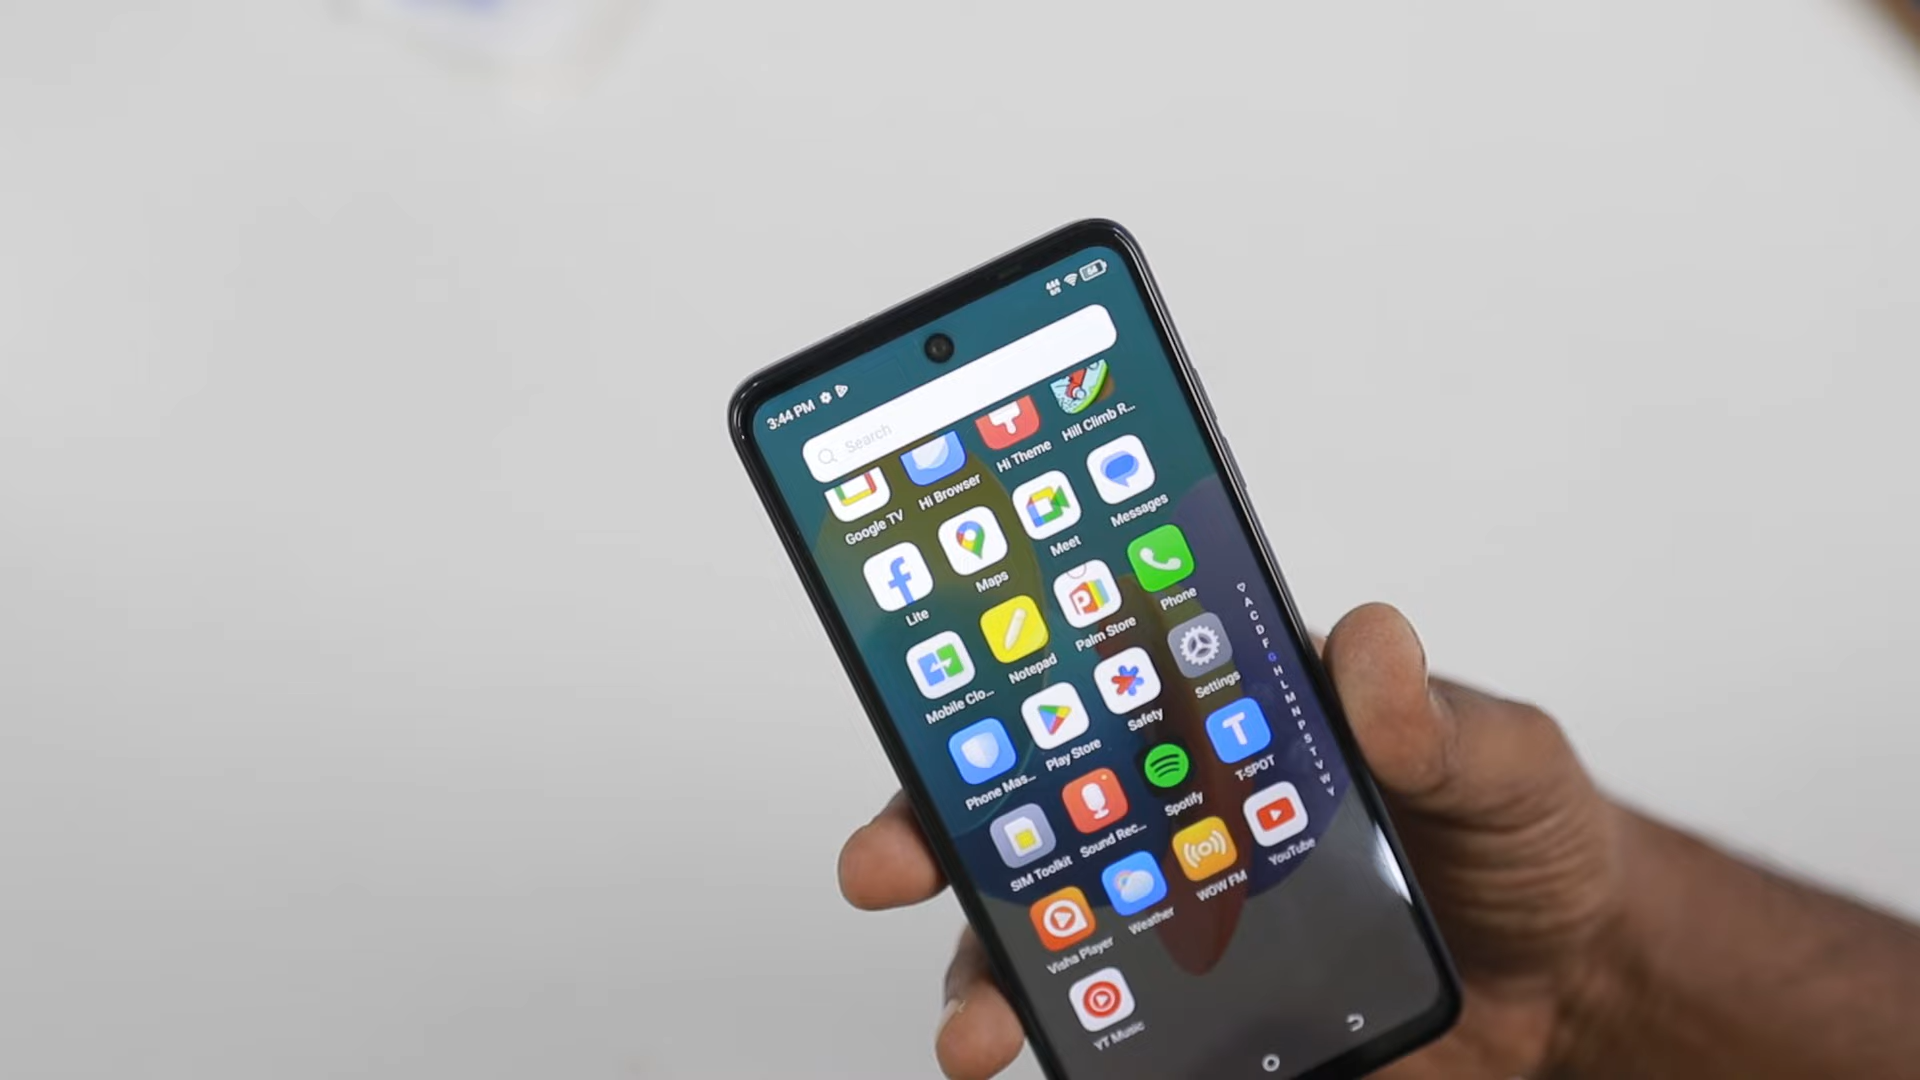 3:44 PM
64
Search
Google TV
Hi Browser
Hi Theme
Hill Climb R...
Lite
Maps
Meet
Messages
Mobile Clo...
Notepad
Palm Store
Phone
Phone Mas...
Play Store
Safety
Settings
SIM Toolkit
Sound Rec...
Spotify
T-SPOT
Visha Player
Weather
WOW FM
YouTube
YT Music
A
C
D
F
G
H
L
M
N
P
S
T
V
W
Y